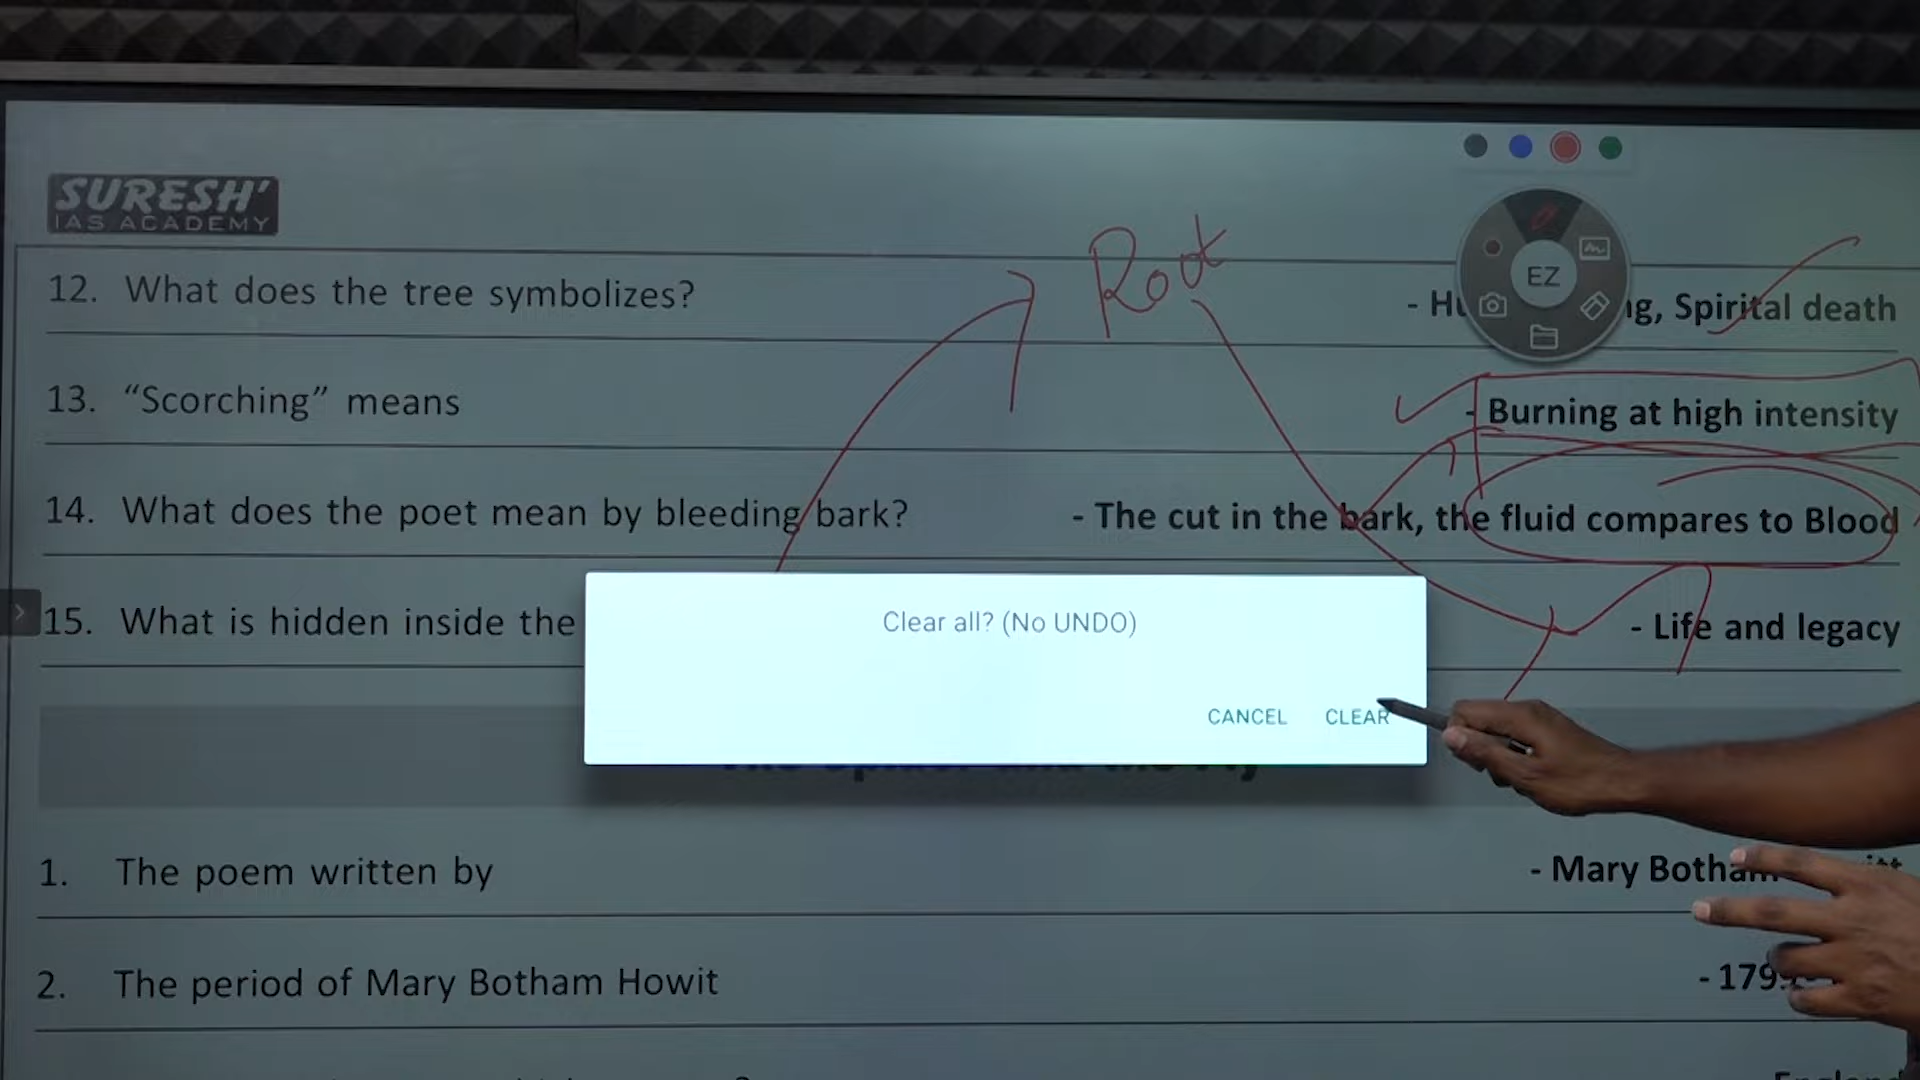 SURESH'
IAS ACADEMY
Root
EZ
12. What does the tree symbolizes? - Spirital death
13. “Scorching” means - Burning at high intensity
14. What does the poet mean by bleeding bark? - The cut in the bark, the fluid compares to Blood
15. What is hidden inside the - Life and legacy
Clear all? (No UNDO)
CANCEL CLEAR
1. The poem written by - Mary Botham
2. The period of Mary Botham Howit - 1799
England